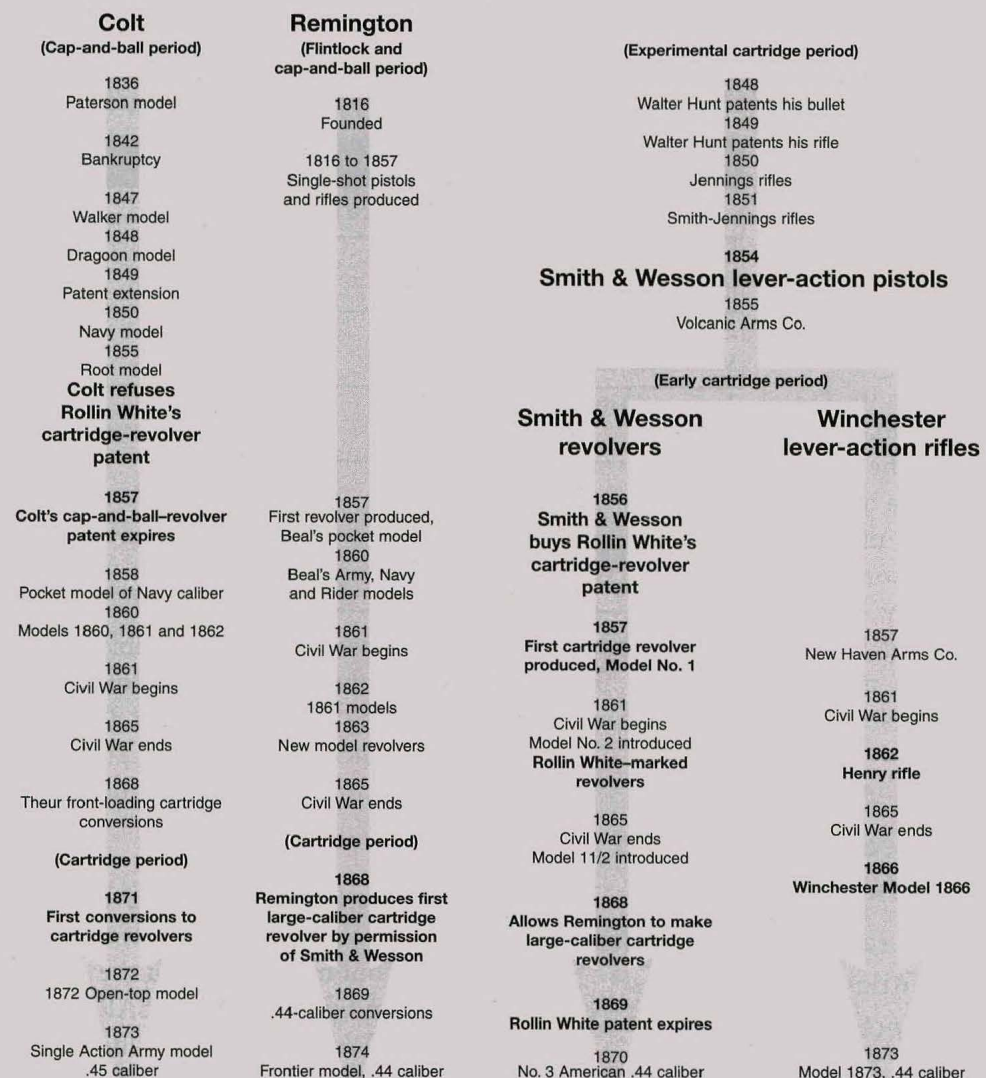 Colt
(Cap-and-ball period)
1836
Paterson model
1842
Bankruptcy
1847
Walker model
1848
Dragoon model
1849
Patent extension
1850
Navy model
1855
Root model
Colt refuses
Rollin White's
cartridge-revolver
patent
1857
Colt's cap-and-ball–revolver
patent expires
1858
Pocket model of Navy caliber
1860
Models 1860, 1861 and 1862
1861
Civil War begins
1865
Civil War ends
1868
Theur front-loading cartridge
conversions
(Cartridge period)
1871
First conversions to
cartridge revolvers
1872
1872 Open-top model
1873
Single Action Army model
.45 caliber
Remington
(Flintlock and
cap-and-ball period)
1816
Founded
1816 to 1857
Single-shot pistols
and rifles produced
1857
First revolver produced,
Beal's pocket model
1860
Beal's Army, Navy
and Rider models
1861
Civil War begins
1862
1861 models
1863
New model revolvers
1865
Civil War ends
(Cartridge period)
1868
Remington produces first
large-caliber cartridge
revolver by permission
of Smith & Wesson
1869
.44-caliber conversions
1874
Frontier model, .44 caliber
(Experimental cartridge period)
1848
Walter Hunt patents his bullet
1849
Walter Hunt patents his rifle
1850
Jennings rifles
1851
Smith-Jennings rifles
1854
Smith & Wesson lever-action pistols
1855
Volcanic Arms Co.
(Early cartridge period)
Smith & Wesson
revolvers
1856
Smith & Wesson
buys Rollin White's
cartridge-revolver
patent
1857
First cartridge revolver
produced, Model No. 1
1861
Civil War begins
Model No. 2 introduced
Rollin White–marked
revolvers
1865
Civil War ends
Model 11/2 introduced
1868
Allows Remington to make
large-caliber cartridge
revolvers
1869
Rollin White patent expires
1870
No. 3 American .44 caliber
Winchester
lever-action rifles
1857
New Haven Arms Co.
1861
Civil War begins
1862
Henry rifle
1865
Civil War ends
1866
Winchester Model 1866
1873
Model 1873, .44 caliber